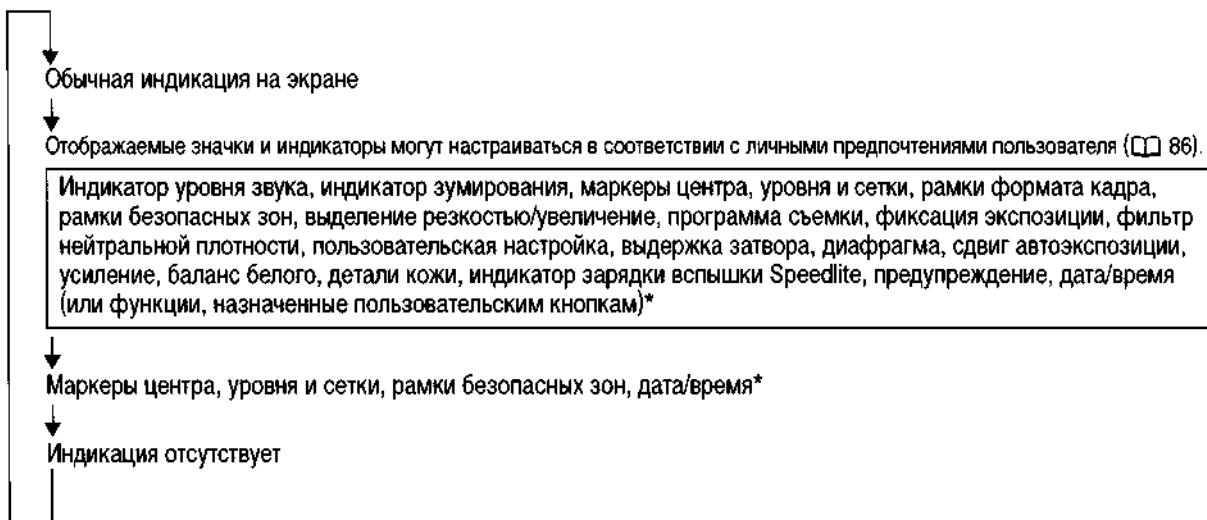 Обычная индикация на экране
Отображаемые значки и индикаторы могут настраиваться в соответствии с личными предпочтениями пользователя (📖 86).
Индикатор уровня звука, индикатор зумирования, маркеры центра, уровня и сетки, рамки формата кадра,
рамки безопасных зон, выделение резкостью/увеличение, программа съемки, фиксация экспозиции, фильтр
нейтральной плотности, пользовательская настройка, выдержка затвора, диафрагма, сдвиг автоэкспозиции,
усиление, баланс белого, детали кожи, индикатор зарядки вспышки Speedlite, предупреждение, дата/время
(или функции, назначенные пользовательским кнопкам)*
Маркеры центра, уровня и сетки, рамки безопасных зон, дата/время*
Индикация отсутствует